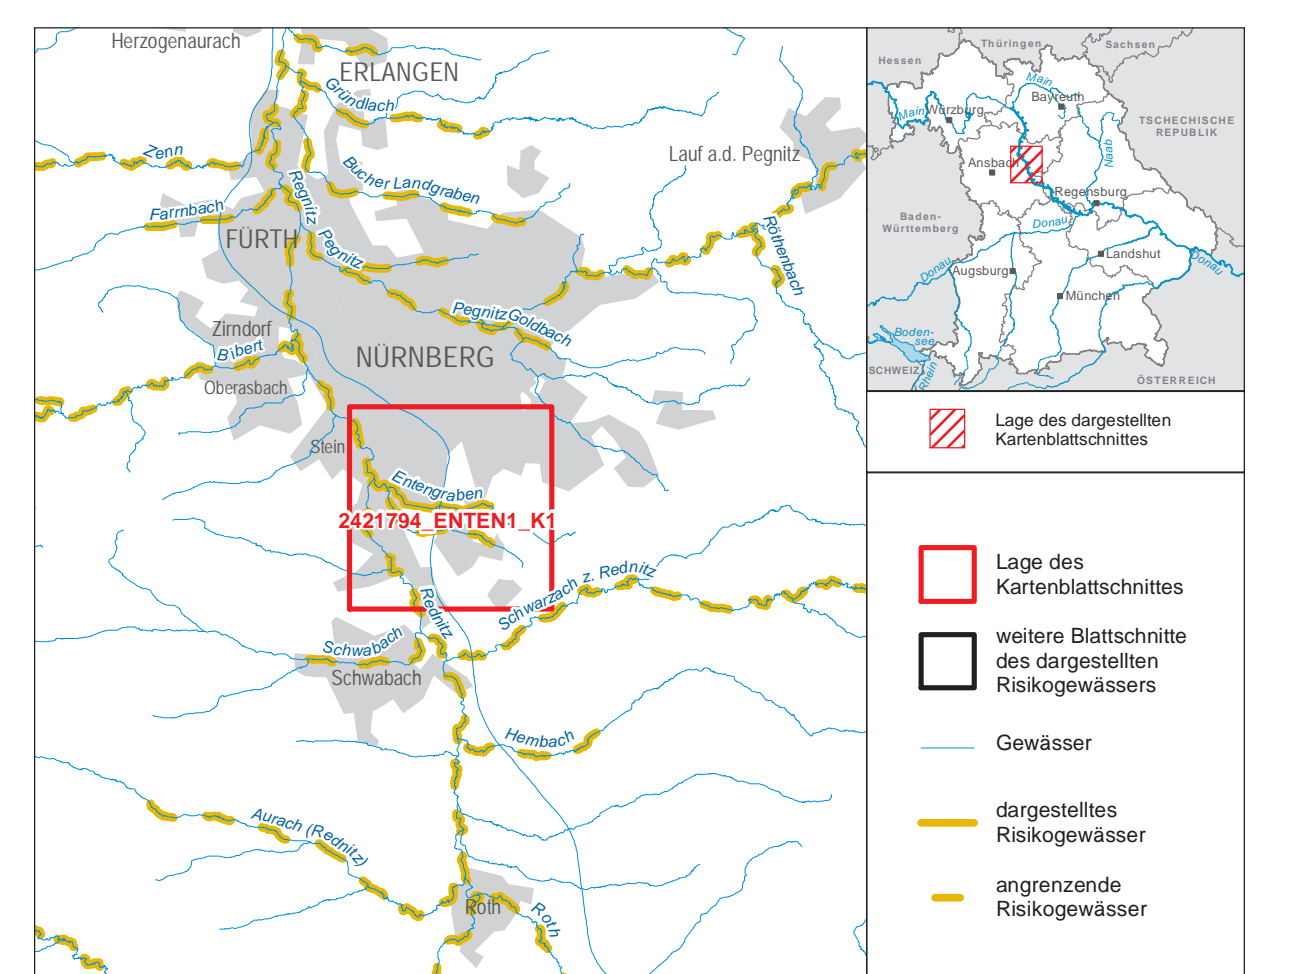 Herzogenaurach
ERLANGEN
Gründlach
Zenn
Bucher Landgraben
Lauf a.d. Pegnitz
Regnitz
Farrnbach
FÜRTH
Pegnitz
Röthenbach
Pegnitz
Goldbach
Zirndorf
Bibert
NÜRNBERG
Oberasbach
Stein
Entengraben
2421794_ENTEN1_K1
Schwarzach z. Rednitz
Rednitz
Schwabach
Schwabach
Hembach
Aurach (Rednitz)
Roth
Roth
Thüringen
Sachsen
Hessen
Main
Bayreuth
Main
Würzburg
TSCHECHISCHE
REPUBLIK
Naab
Ansbach
Regensburg
Baden-
Württemberg
Donau
Donau
Augsburg
Landshut
Donau
München
Boden-
see
SCHWEIZ
Rhein
ÖSTERREICH
Lage des dargestellten
Kartenblattschnittes
Lage des
Kartenblattschnittes
weitere Blattschnitte
des dargestellten
Risikogewässers
Gewässer
dargestelltes
Risikogewässer
angrenzende
Risikogewässer